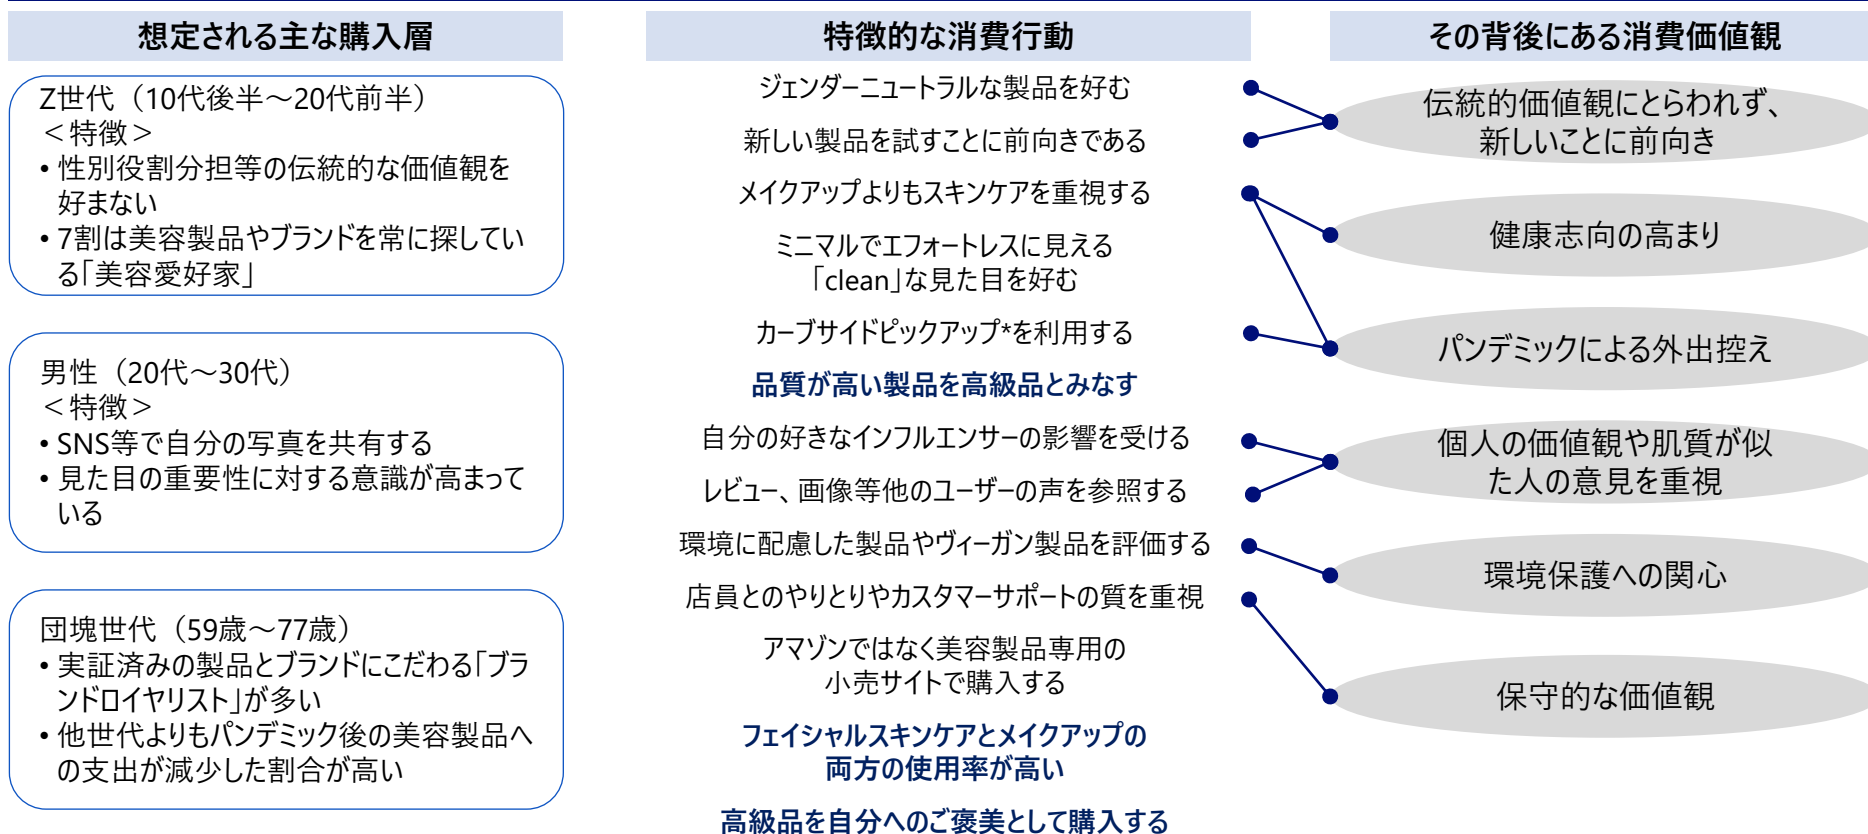 想定される主な購入層
Z世代（10代後半～20代前半）
＜特徴＞
• 性別役割分担等の伝統的な価値観を
好まない
• 7割は美容製品やブランドを常に探してい
る「美容愛好家」
男性（20代～30代）
＜特徴＞
• SNS等で自分の写真を共有する
• 見た目の重要性に対する意識が高まって
いる
団塊世代（59歳～77歳）
• 実証済みの製品とブランドにこだわる「ブラ
ンドロイヤリスト」が多い
• 他世代よりもパンデミック後の美容製品へ
の支出が減少した割合が高い
特徴的な消費行動
ジェンダーニュートラルな製品を好む
新しい製品を試すことに前向きである
メイクアップよりもスキンケアを重視する
ミニマルでエフォートレスに見える
「clean」な見た目を好む
カーブサイドピックアップ*を利用する
品質が高い製品を高級品とみなす
自分の好きなインフルエンサーの影響を受ける
レビュー、画像等他のユーザーの声を参照する
環境に配慮した製品やヴィーガン製品を評価する
店員とのやりとりやカスタマーサポートの質を重視
アマゾンではなく美容製品専用の
小売サイトで購入する
フェイシャルスキンケアとメイクアップの
両方の使用率が高い
高級品を自分へのご褒美として購入する
その背後にある消費価値観
伝統的価値観にとらわれず、
新しいことに前向き
健康志向の高まり
パンデミックによる外出控え
個人の価値観や肌質が似
た人の意見を重視
環境保護への関心
保守的な価値観